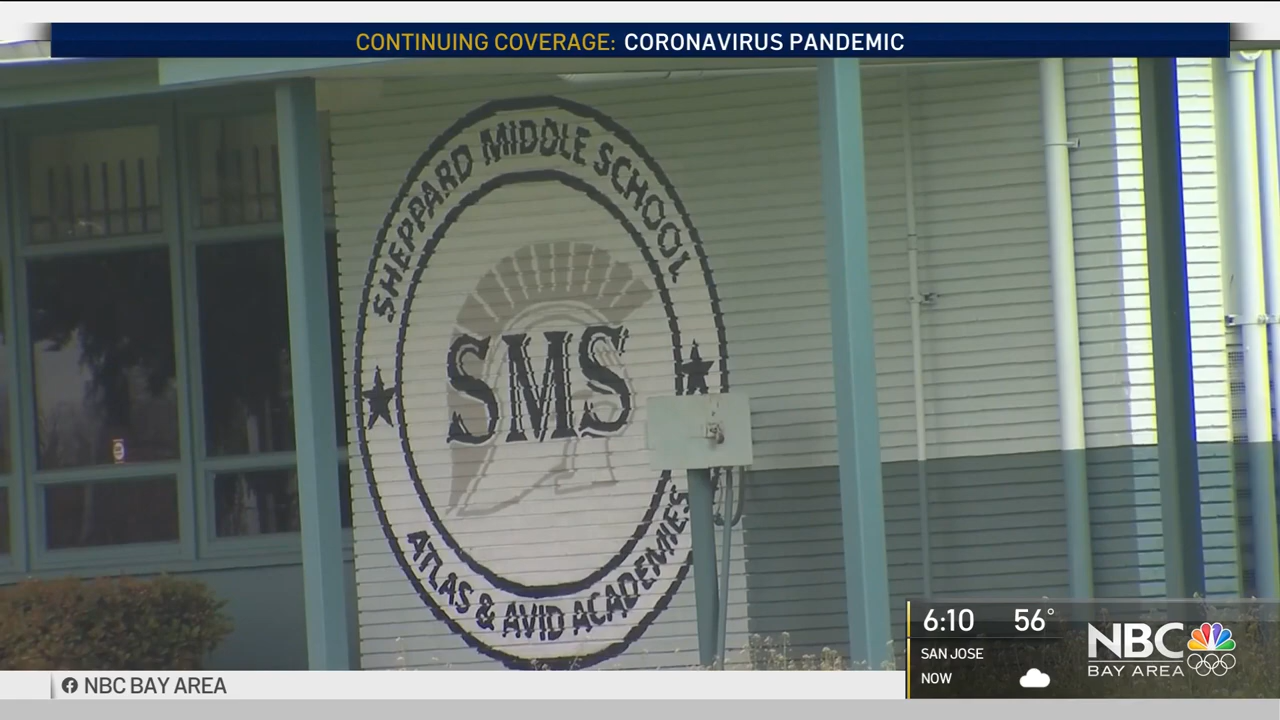 CONTINUING COVERAGE: CORONAVIRUS PANDEMIC
SHEPPARD MIDDLE SCHOOL
SMS
ATLAS & AVID ACADEMIES
6:10 56°
SAN JOSE
NOW
NBC
BAY AREA
NBC BAY AREA